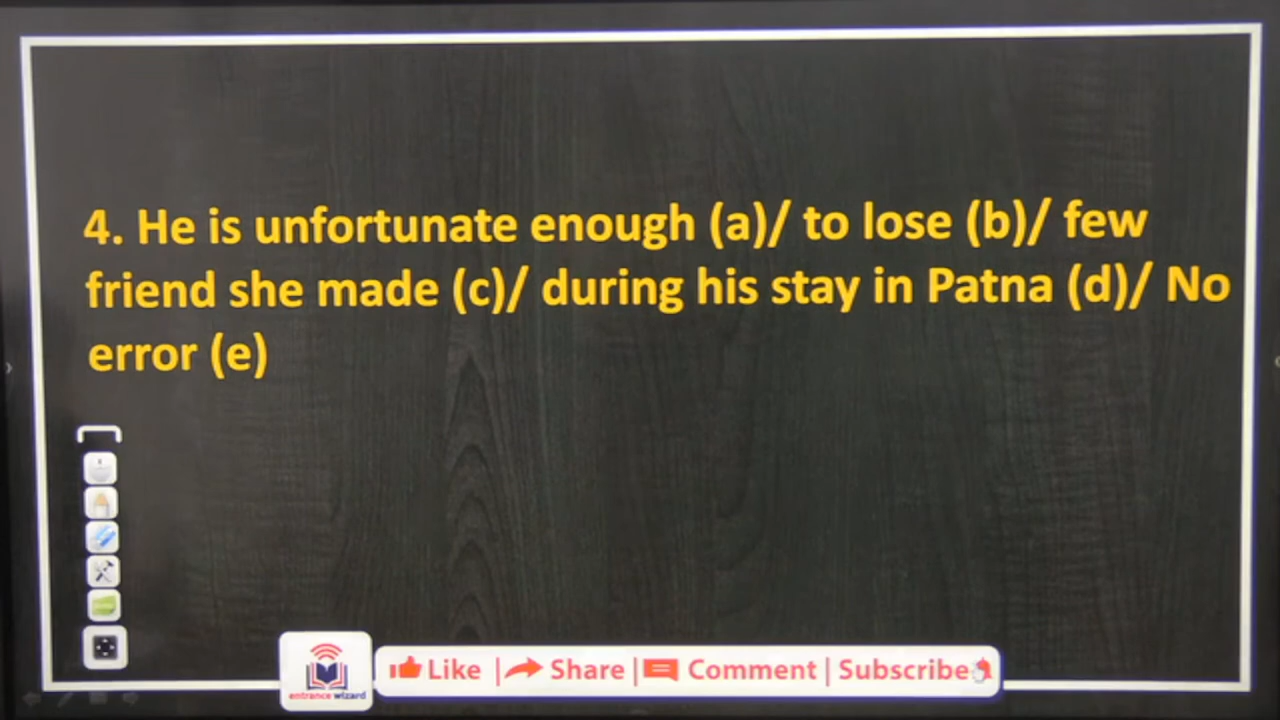 4. He is unfortunate enough (a)/ to lose (b)/ few
friend she made (c)/ during his stay in Patna (d)/ No
error (e)
entrance wizard
Like | Share | Comment | Subscribe